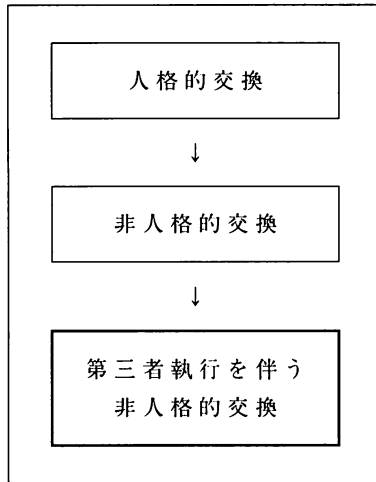 人格的交換
↓
非人格的交換
↓
第三者執行を伴う
非人格的交換